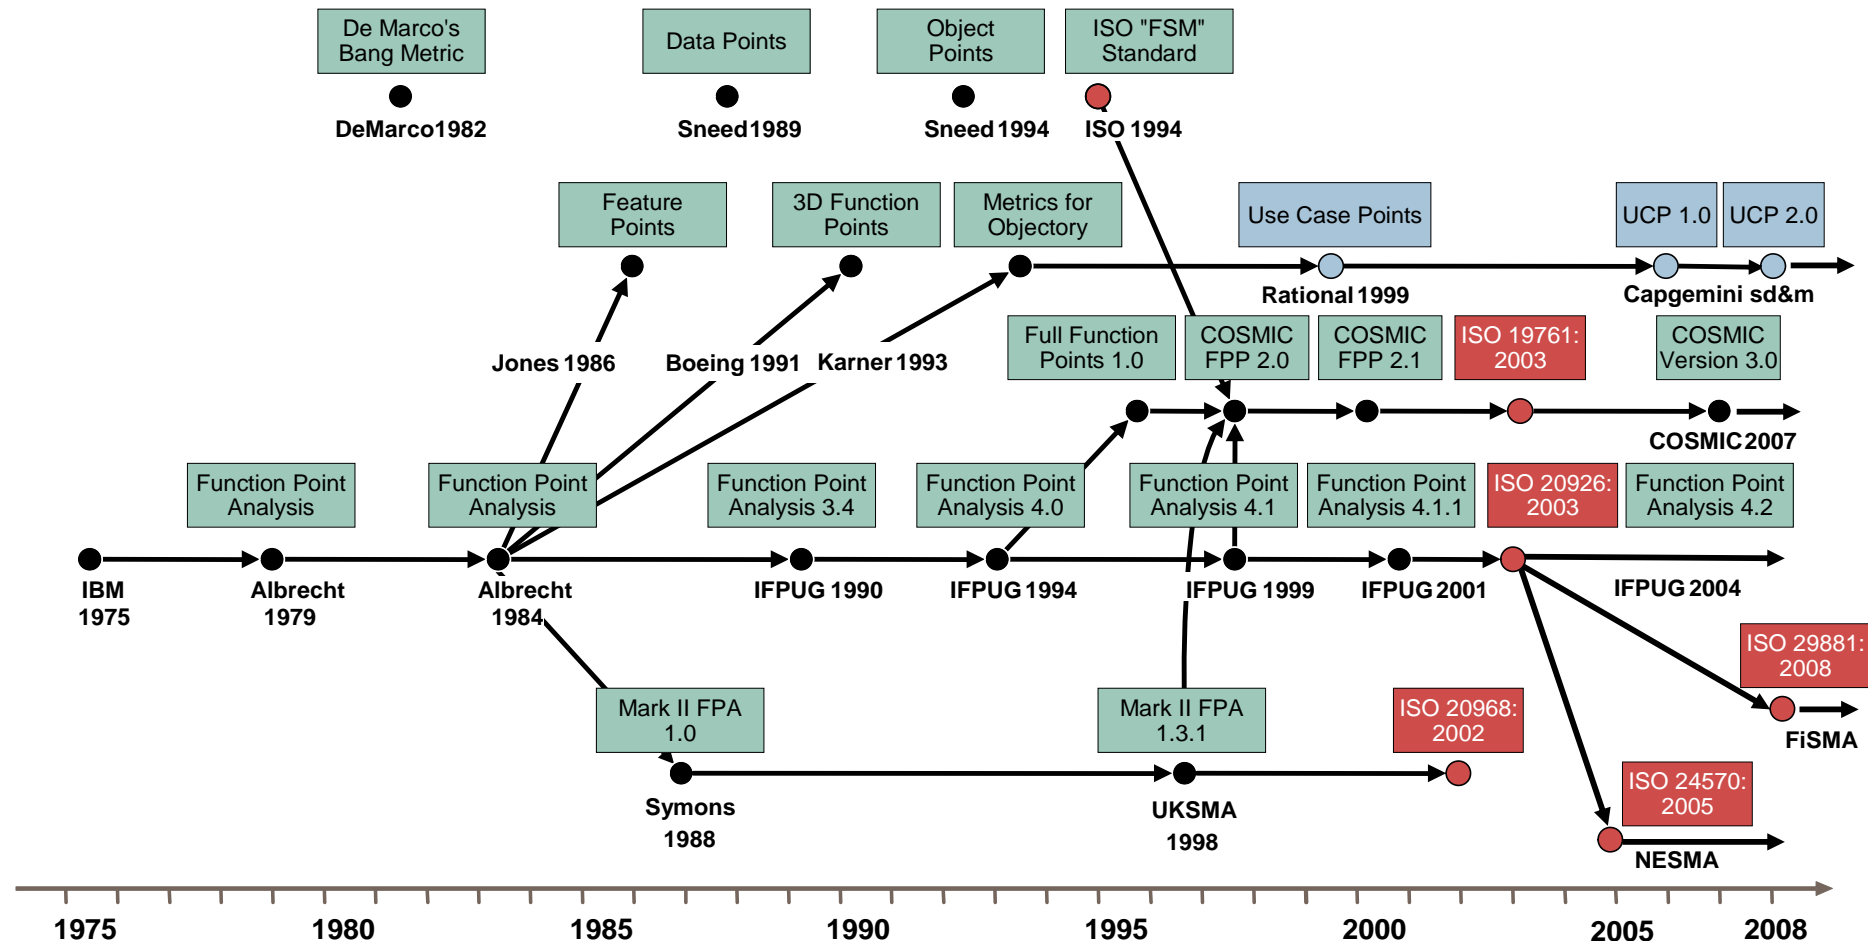 De Marco's
Bang Metric
Data Points
Object
Points
ISO "FSM"
Standard
DeMarco 1982
Sneed 1989
Sneed 1994
ISO 1994
Feature
Points
3D Function
Points
Metrics for
Objectory
Use Case Points
UCP 1.0
UCP 2.0
Rational 1999
Capgemini sd&m
Jones 1986
Boeing 1991
Karner 1993
Full Function
Points 1.0
COSMIC
FPP 2.0
COSMIC
FPP 2.1
ISO 19761:
2003
COSMIC
Version 3.0
COSMIC 2007
Function Point
Analysis
Function Point
Analysis
Function Point
Analysis 3.4
Function Point
Analysis 4.0
Function Point
Analysis 4.1
Function Point
Analysis 4.1.1
ISO 20926:
2003
Function Point
Analysis 4.2
IBM
1975
Albrecht
1979
Albrecht
1984
IFPUG 1990
IFPUG 1994
IFPUG 1999
IFPUG 2001
IFPUG 2004
Mark II FPA
1.0
Mark II FPA
1.3.1
ISO 20968:
2002
ISO 29881:
2008
FiSMA
Symons
1988
UKSMA
1998
ISO 24570:
2005
NESMA
1975
1980
1985
1990
1995
2000
2005
2008